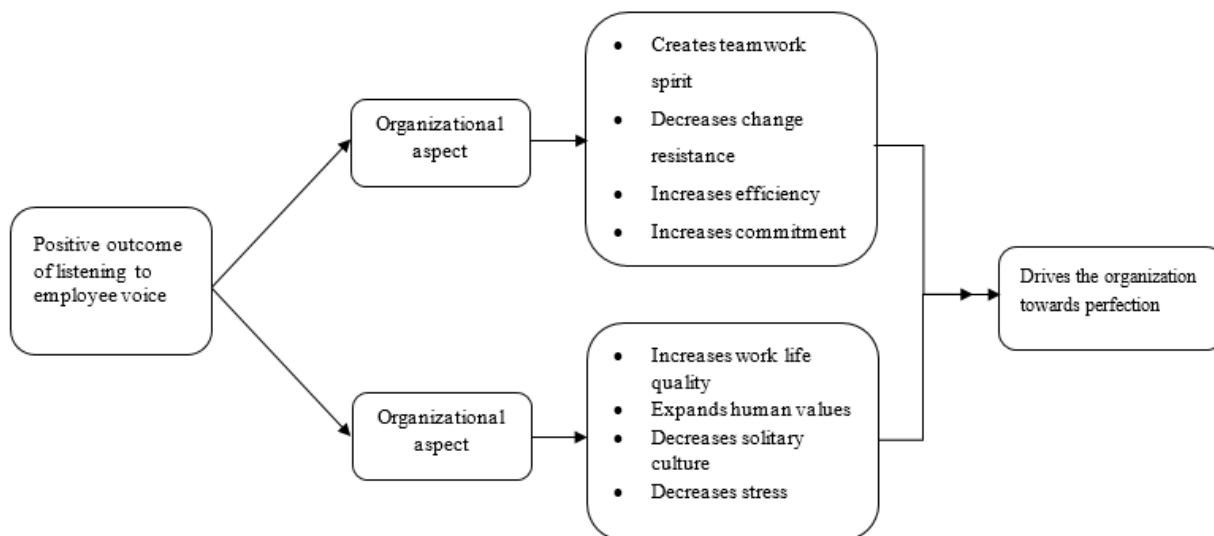 Positive outcome
of listening to
employee voice
Organizational
aspect
• Creates teamwork
spirit
• Decreases change
resistance
• Increases efficiency
• Increases commitment
Organizational
aspect
• Increases work life
quality
• Expands human values
• Decreases solitary
culture
• Decreases stress
Drives the organization
towards perfection